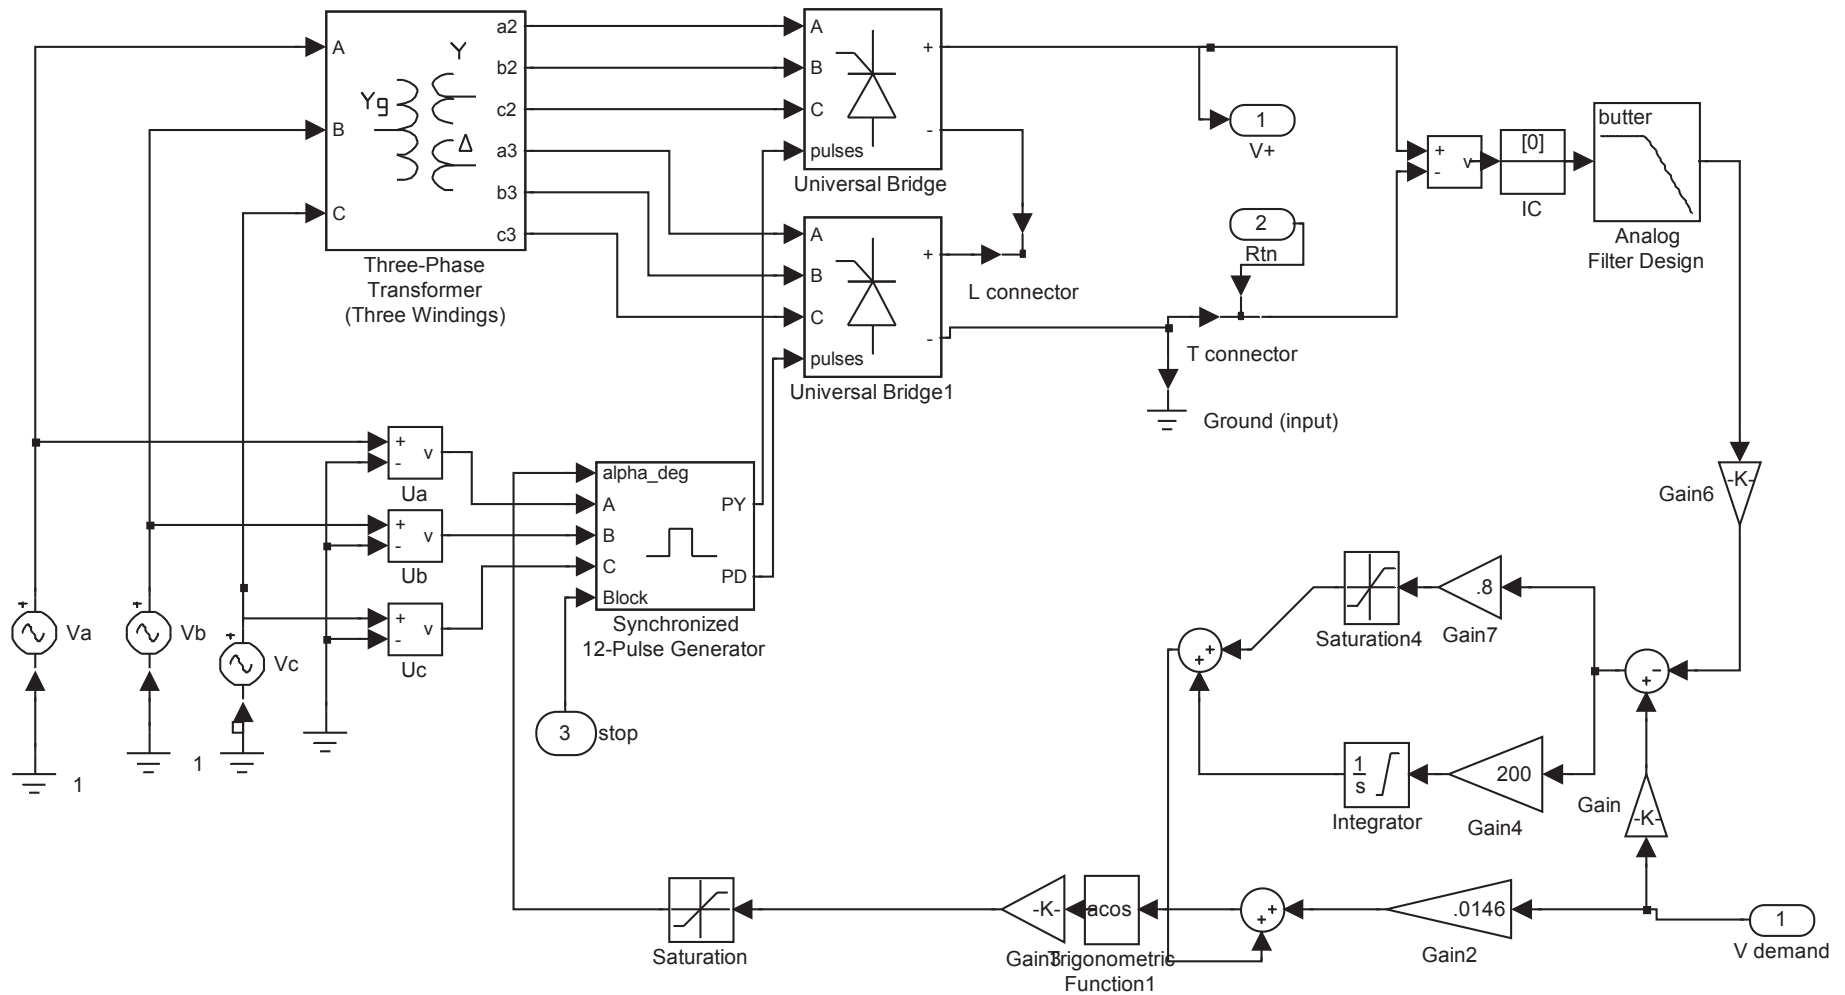 A
B
C
Yg
Y
Δ
a2
b2
c2
a3
b3
c3
Three-Phase
Transformer
(Three Windings)
A
B
C
pulses
+
-
Universal Bridge
A
B
C
pulses
+
-
Universal Bridge1
L connector
1
V+
2
Rtn
T connector
Ground (input)
+
-
v
[0]
IC
butter
Analog
Filter Design
-K-
Gain6
+
-
v
Ua
+
-
v
Ub
+
-
v
Uc
alpha_deg
A
B
C
Block
PY
PD
Synchronized
12-Pulse Generator
+
Va
+
Vb
+
Vc
1
1
3
stop
Saturation4
.8
Gain7
+
+
-
+
1
s
Integrator
200
Gain4
Gain
-K-
Saturation
-K-
Gain3
acos
Trigonometric
Function1
+
+
.0146
Gain2
1
V demand